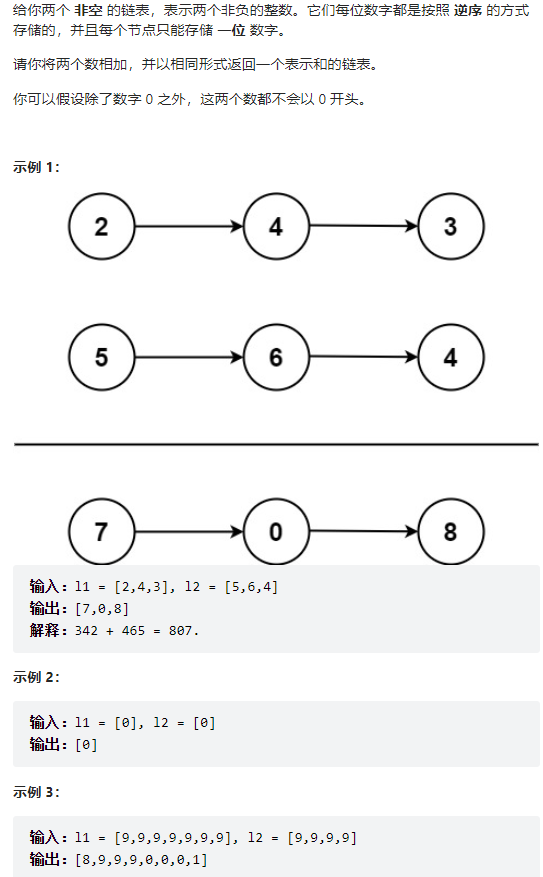 给你两个 非空 的链表，表示两个非负的整数。它们每位数字都是按照 逆序 的方式
存储的，并且每个节点只能存储 一位 数字。
请你将两个数相加，并以相同形式返回一个表示和的链表。
你可以假设除了数字 0 之外，这两个数都不会以 0 开头。
示例 1：
2 4 3
5 6 4
7 0 8
输入：l1 = [2,4,3], l2 = [5,6,4]
输出：[7,0,8]
解释：342 + 465 = 807.
示例 2：
输入：l1 = [0], l2 = [0]
输出：[0]
示例 3：
输入：l1 = [9,9,9,9,9,9,9], l2 = [9,9,9,9]
输出：[8,9,9,9,0,0,0,1]